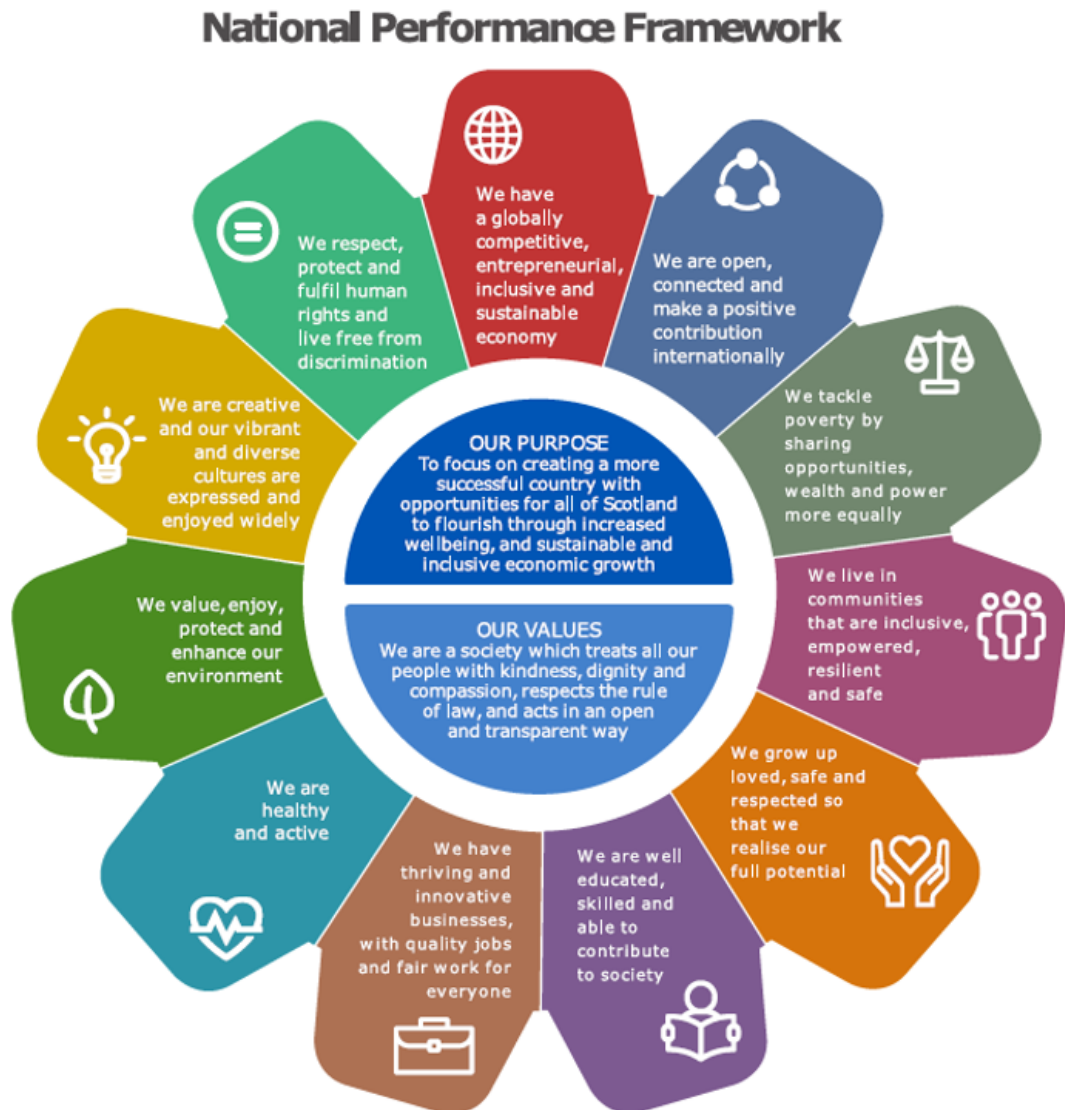 National Performance Framework
We have
a globally
competitive,
entrepreneurial,
inclusive and
sustainable
economy
We are open,
connected and
make a positive
contribution
internationally
We tackle
poverty by
sharing
opportunities,
wealth and power
more equally
We live in
communities
that are inclusive,
empowered,
resilient
and safe
We grow up
loved, safe and
respected so
that we
realise our
full potential
We are well
educated,
skilled and
able to
contribute
to society
We have
thriving and
innovative
businesses,
with quality jobs
and fair work for
everyone
We are
healthy
and active
We value, enjoy,
protect and
enhance our
environment
We are creative
and our vibrant
and diverse
cultures are
expressed and
enjoyed widely
We respect,
protect and
fulfil human
rights and
live free from
discrimination
OUR PURPOSE
To focus on creating a more
successful country with
opportunities for all of Scotland
to flourish through increased
wellbeing, and sustainable and
inclusive economic growth
OUR VALUES
We are a society which treats all our
people with kindness, dignity and
compassion, respects the rule
of law, and acts in an open
and transparent way